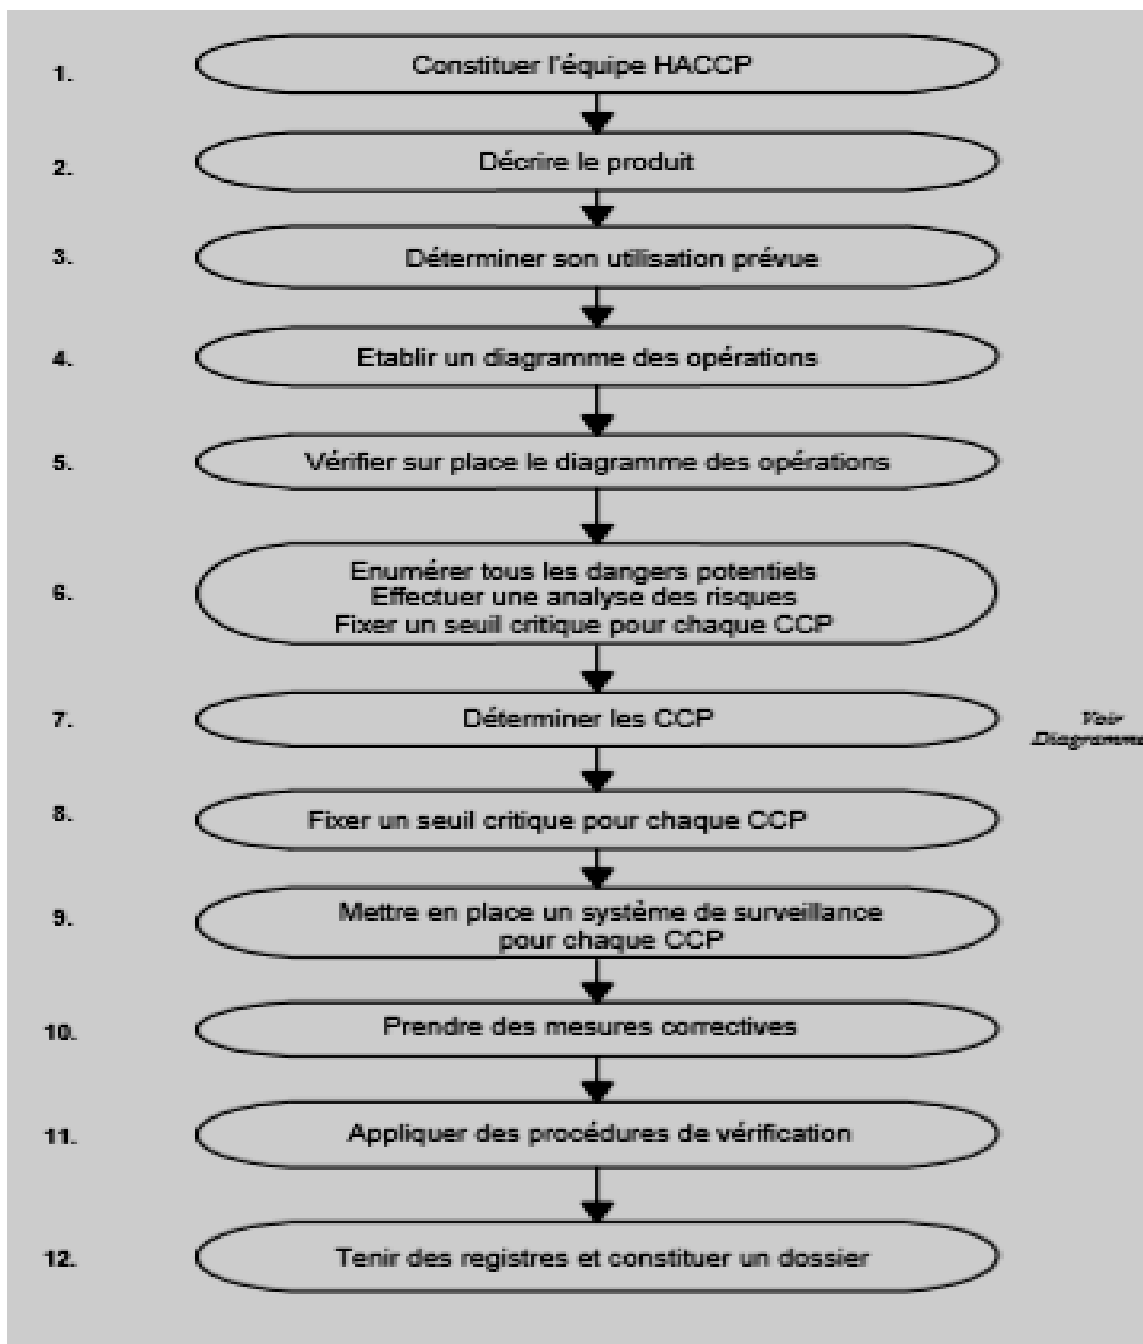 1. Constituer l'équipe HACCP
2. Décrire le produit
3. Déterminer son utilisation prévue
4. Etablir un diagramme des opérations
5. Vérifier sur place le diagramme des opérations
6. Enumérer tous les dangers potentiels
Effectuer une analyse des risques
Fixer un seuil critique pour chaque CCP
7. Déterminer les CCP
Voir
Diagramme
8. Fixer un seuil critique pour chaque CCP
9. Mettre en place un système de surveillance
pour chaque CCP
10. Prendre des mesures correctives
11. Appliquer des procédures de vérification
12. Tenir des registres et constituer un dossier